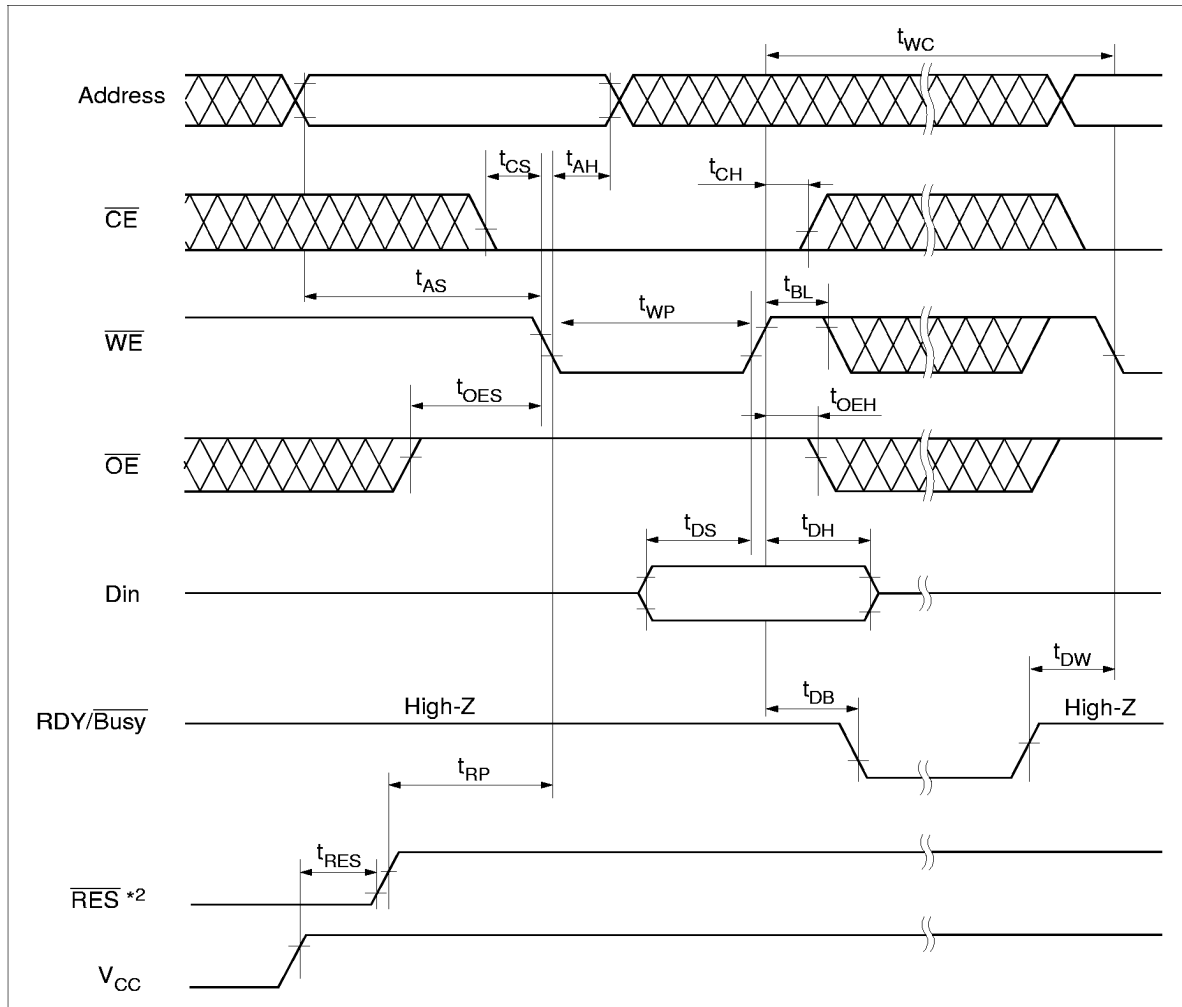 tWC
Address
tCS tAH
tCH
CE
tAS
tBL
tWP
WE
tOES
tOEH
OE
tDS tDH
Din
tDW
tDB
High-Z High-Z
RDY/Busy
tRP
tRES
RES *2
VCC